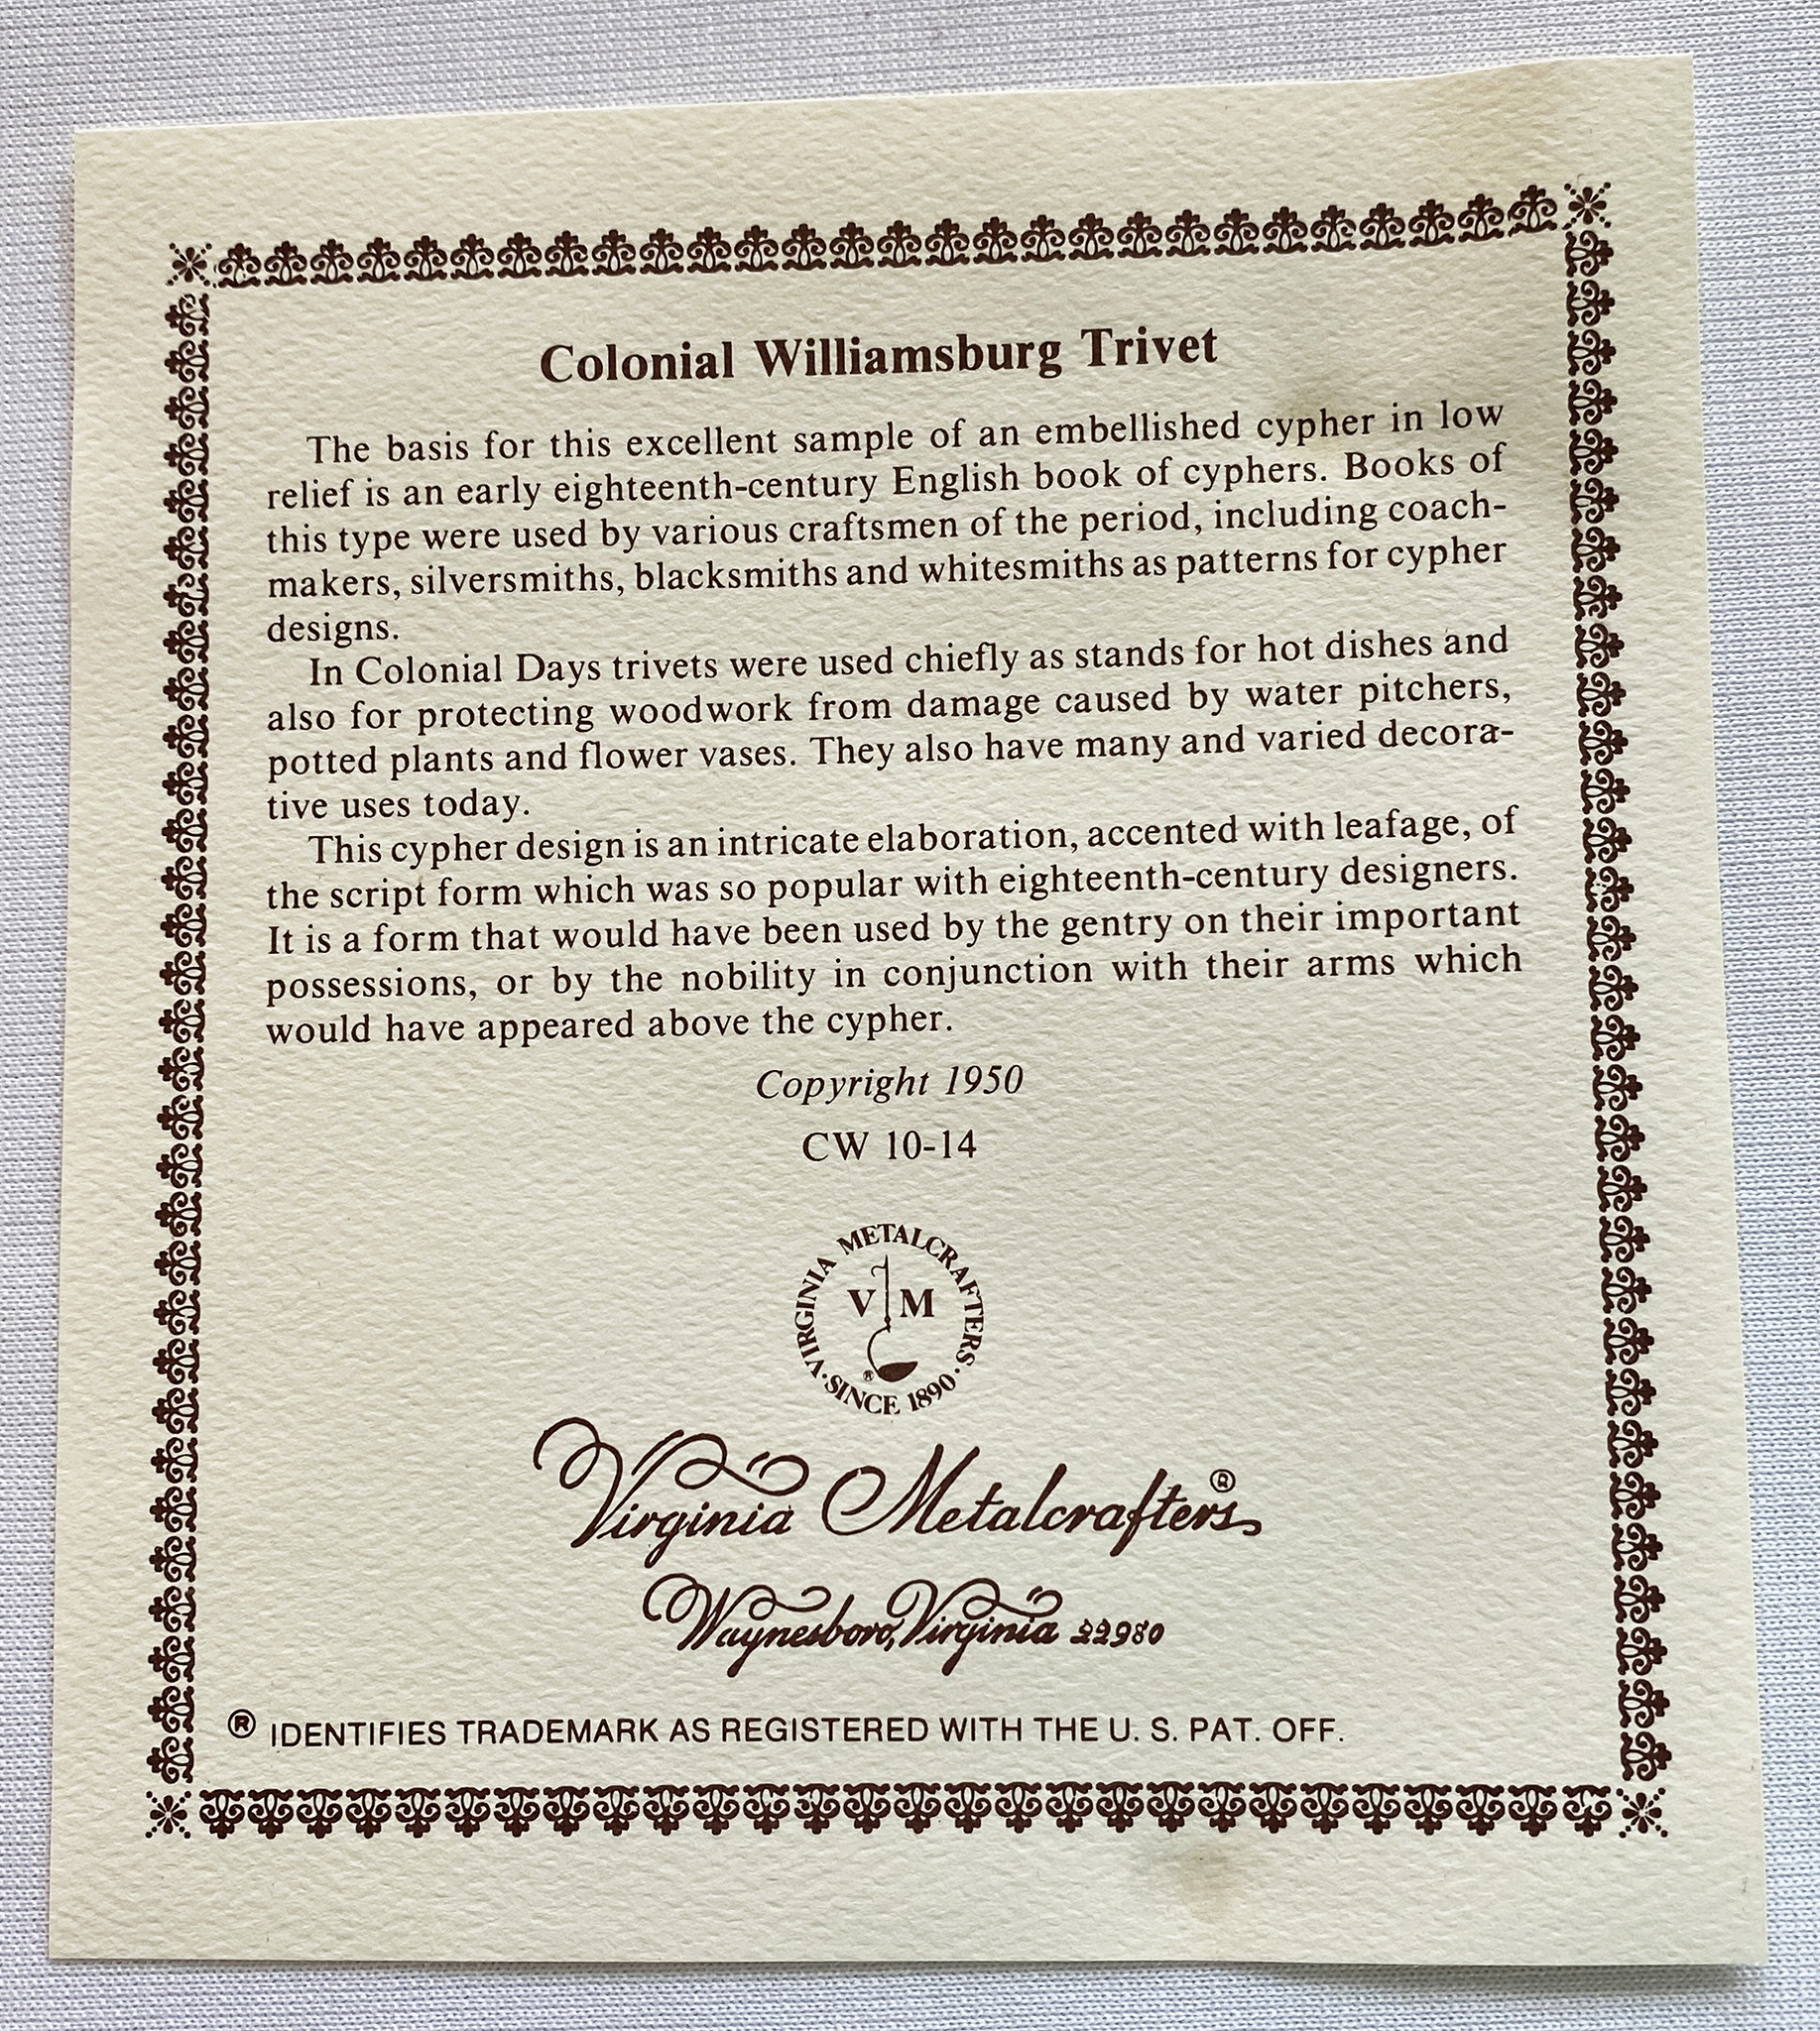 Colonial Williamsburg Trivet
The basis for this excellent sample of an embellished cypher in low
relief is an early eighteenth-century English book of cyphers. Books of
this type were used by various craftsmen of the period, including coach-
makers, silversmiths, blacksmiths and whitesmiths as patterns for cypher
designs.
In Colonial Days trivets were used chiefly as stands for hot dishes and
also for protecting woodwork from damage caused by water pitchers,
potted plants and flower vases. They also have many and varied decora-
tive uses today.
This cypher design is an intricate elaboration, accented with leafage, of
the script form which was so popular with eighteenth-century designers.
It is a form that would have been used by the gentry on their important
possessions, or by the nobility in conjunction with their arms which
would have appeared above the cypher.
Copyright 1950
CW 10-14
VIRGINIA METALCRAFTERS
V M
®
· SINCE 1890 ·
Virginia Metalcrafters®
Waynesboro, Virginia 22980
® IDENTIFIES TRADEMARK AS REGISTERED WITH THE U. S. PAT. OFF.